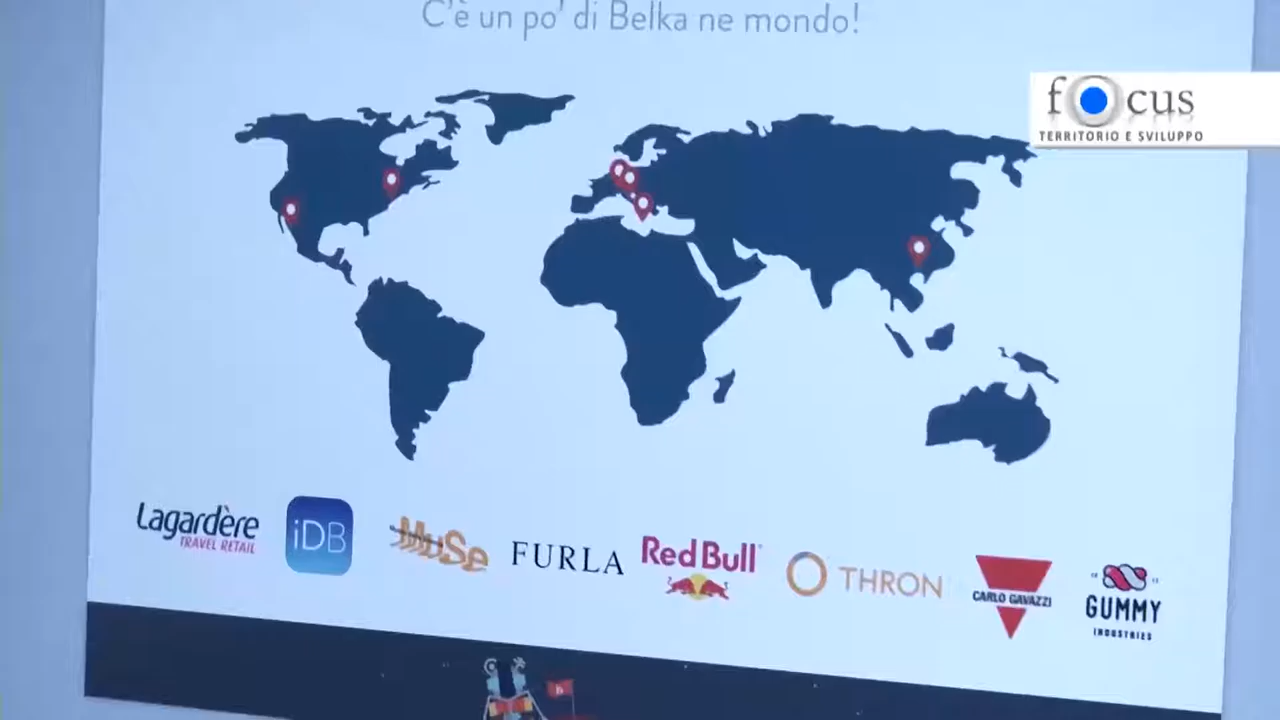 C'è un po' di Belka ne mondo!
fOcus
TERRITORIO E SVILUPPO
Lagardère
TRAVEL RETAIL
iDB
MUSe
FURLA
Red Bull
THRON
CARLO GAVAZZI
"GUMMY"
INDUSTRIES
B